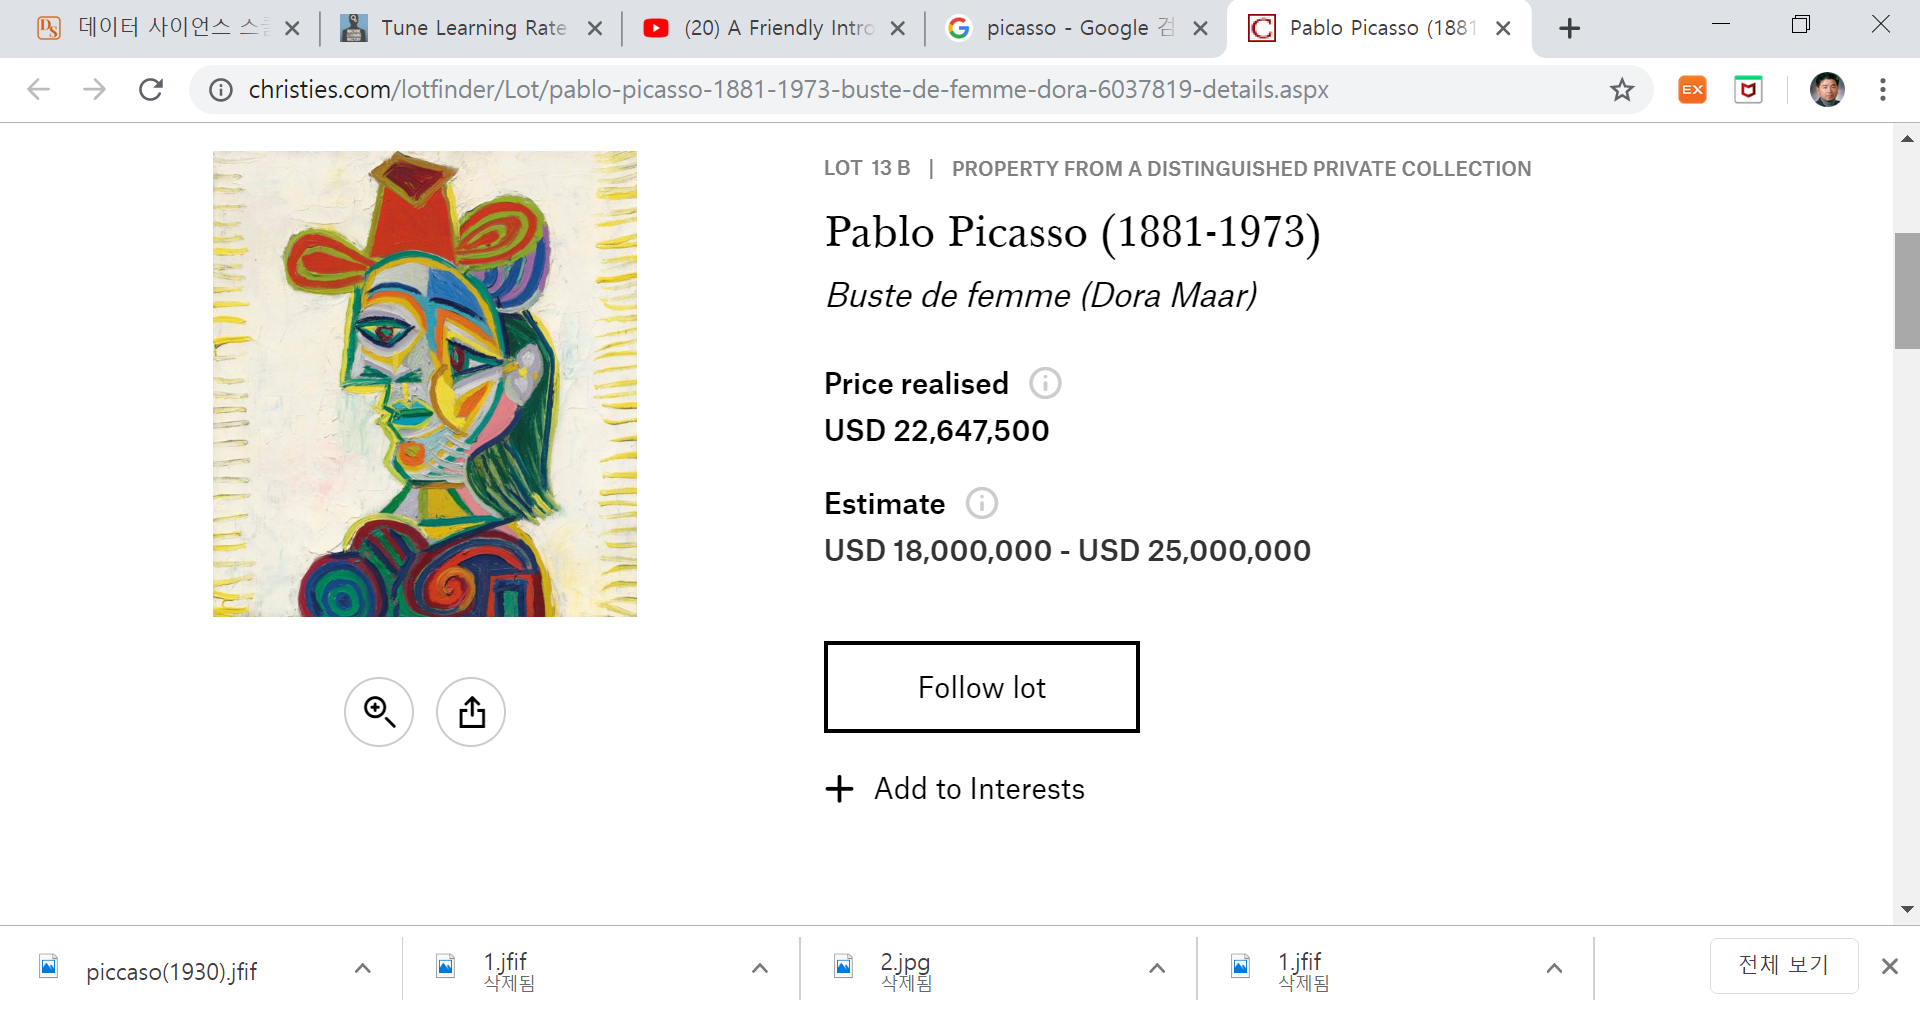 데이터 사이언스 스쿨
Tune Learning Rate
(20) A Friendly Intro
picasso - Google 검
Pablo Picasso (1881
christies.com/lotfinder/Lot/pablo-picasso-1881-1973-buste-de-femme-dora-6037819-details.aspx
EX
LOT 13 B | PROPERTY FROM A DISTINGUISHED PRIVATE COLLECTION
Pablo Picasso (1881-1973)
Buste de femme (Dora Maar)
Price realised
USD 22,647,500
Estimate
USD 18,000,000 - USD 25,000,000
Follow lot
Add to Interests
piccaso(1930).jfif
1.jfif
삭제됨
2.jpg
삭제됨
1.jfif
삭제됨
전체 보기